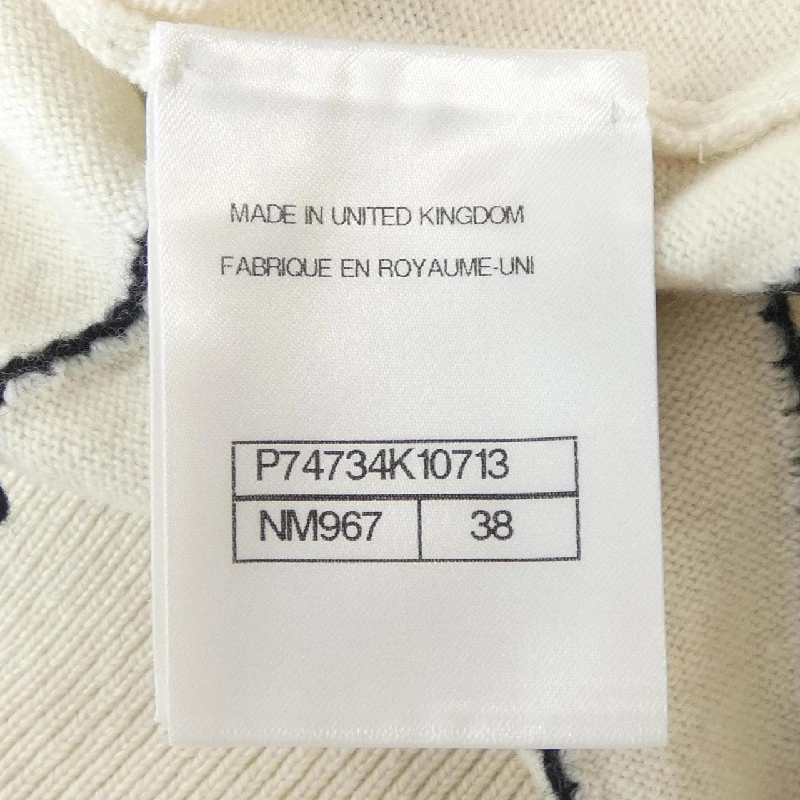 MADE IN UNITED KINGDOM
FABRIQUE EN ROYAUME-UNI
P74734K10713
NM967 38